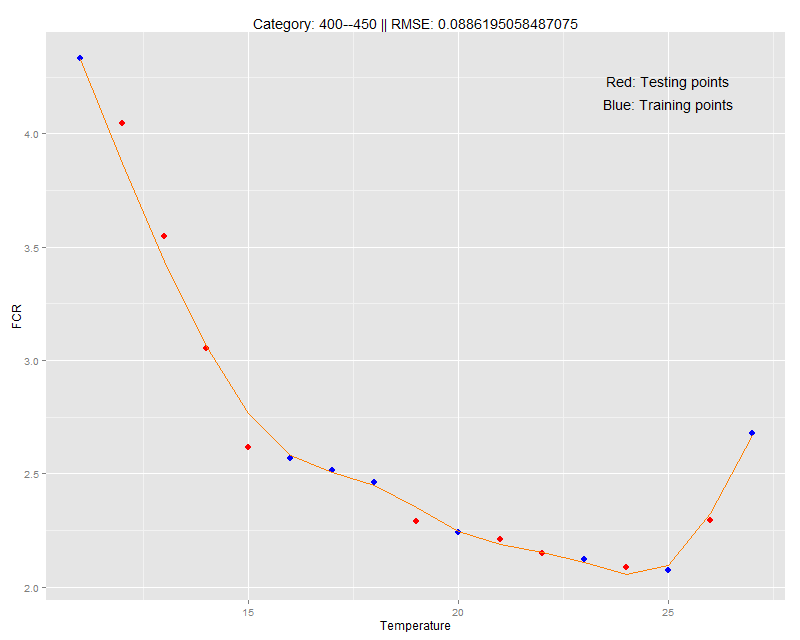 Category: 400--450 || RMSE: 0.0886195058487075
Red: Testing points
Blue: Training points
FCR
4.0
3.5
3.0
2.5
2.0
15
20
25
Temperature